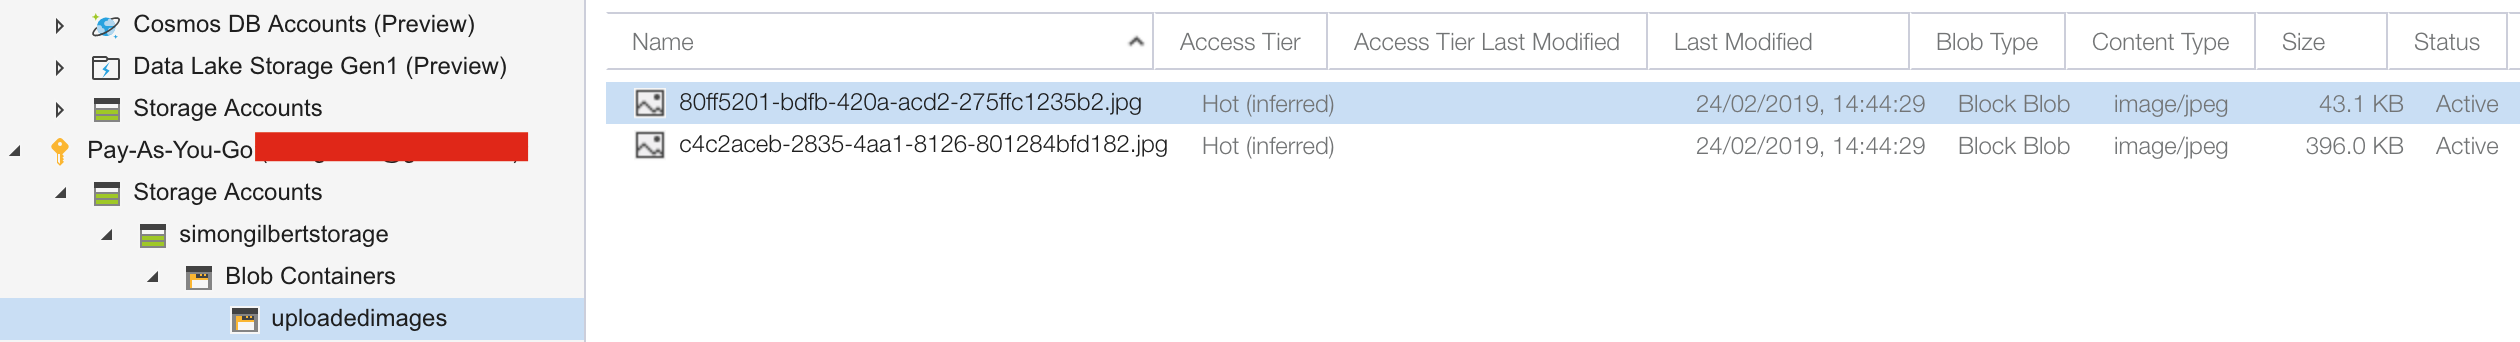 Cosmos DB Accounts (Preview)
Data Lake Storage Gen1 (Preview)
Storage Accounts
Pay-As-You-Go
Storage Accounts
simongilbertstorage
Blob Containers
uploadedimages
Name Access Tier Access Tier Last Modified Last Modified Blob Type Content Type Size Status
80ff5201-bdfb-420a-acd2-275ffc1235b2.jpg Hot (inferred) 24/02/2019, 14:44:29 Block Blob image/jpeg 43.1 KB Active
c4c2aceb-2835-4aa1-8126-801284bfd182.jpg Hot (inferred) 24/02/2019, 14:44:29 Block Blob image/jpeg 396.0 KB Active